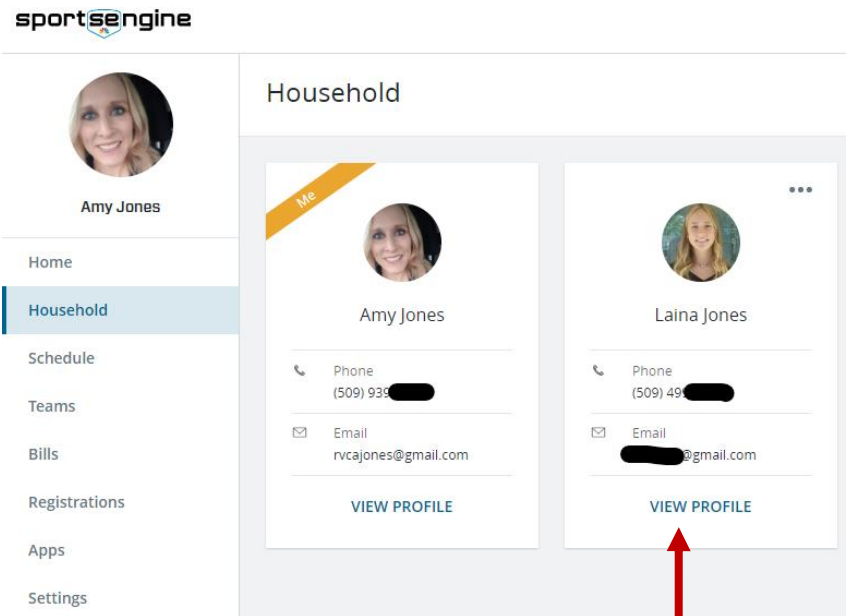 sportsengine
Amy Jones
Home
Household
Schedule
Teams
Bills
Registrations
Apps
Settings
Household
Me
Amy Jones
Phone
(509) 939
Email
rvcajones@gmail.com
VIEW PROFILE
Laina Jones
Phone
(509) 49
Email
@gmail.com
VIEW PROFILE